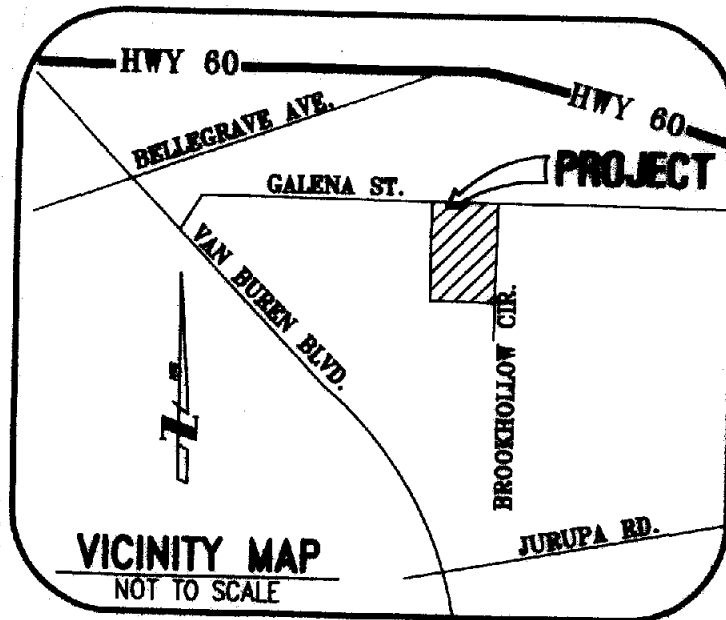 HWY 60
HWY 60
BELLEGRAVE AVE.
PROJECT
GALENA ST.
VAN BUREN BLVD.
BROOKHOLLOW CIR.
N
JURUPA RD.
VICINITY MAP
NOT TO SCALE